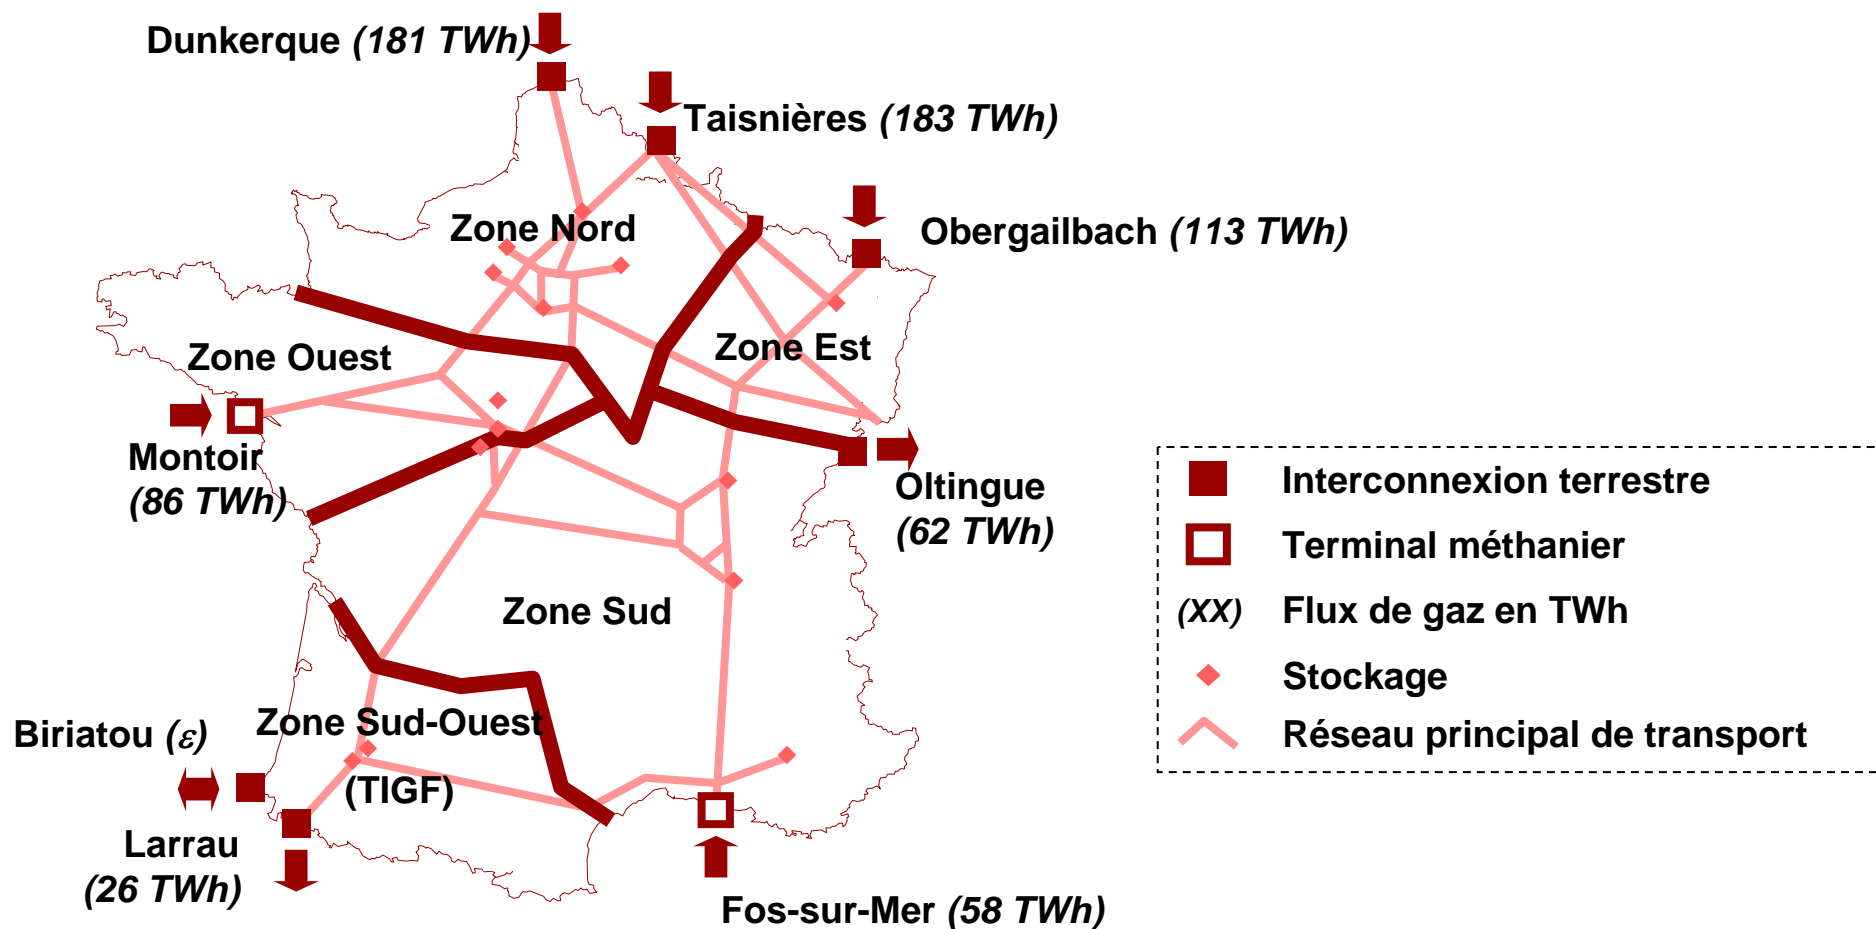 Dunkerque (181 TWh)
Taisnières (183 TWh)
Zone Nord
Obergailbach (113 TWh)
Zone Ouest
Zone Est
Montoir
(86 TWh)
Oltingue
(62 TWh)
Zone Sud
Zone Sud-Ouest
(TIGF)
Biriatou (ε)
Larrau
(26 TWh)
Fos-sur-Mer (58 TWh)
Interconnexion terrestre
Terminal méthanier
(XX) Flux de gaz en TWh
Stockage
Réseau principal de transport